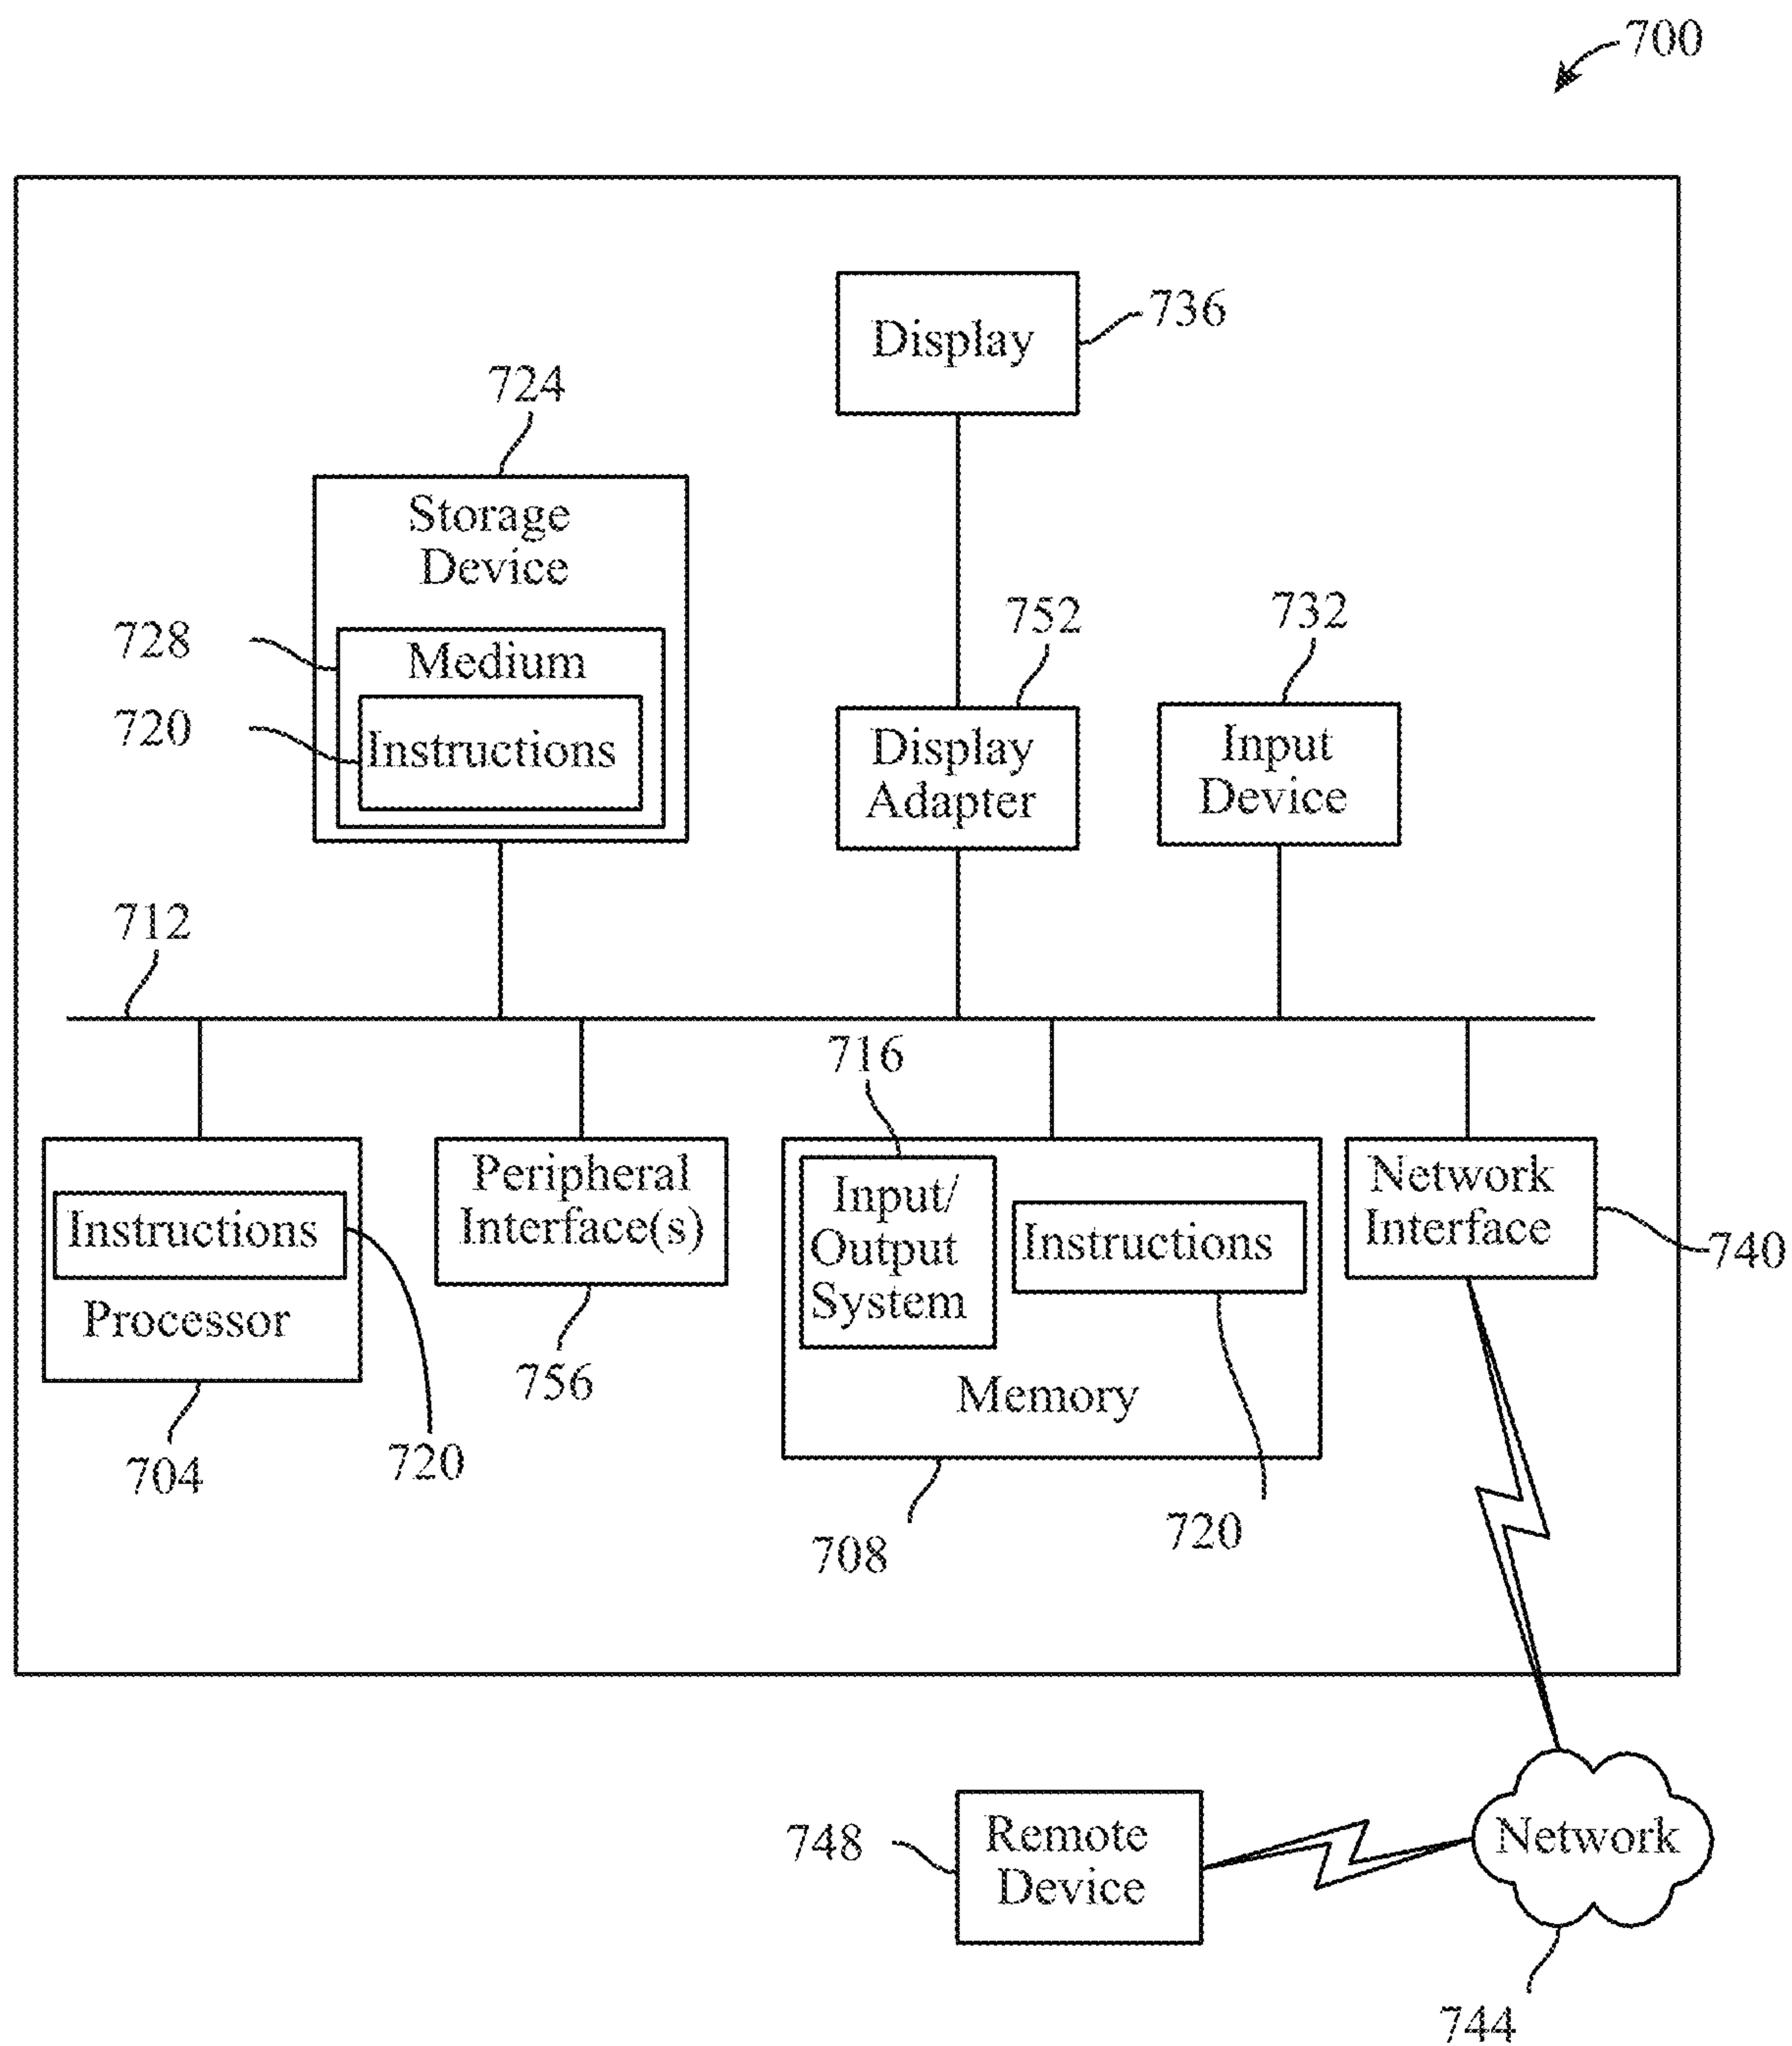 700
Display
736
724
Storage
Device
728
Medium
720
Instructions
752
Display
Adapter
732
Input
Device
712
716
Instructions
Processor
704
720
Peripheral
Interface(s)
756
Input/
Output
System
Instructions
Memory
708
720
Network
Interface
740
748
Remote
Device
Network
744